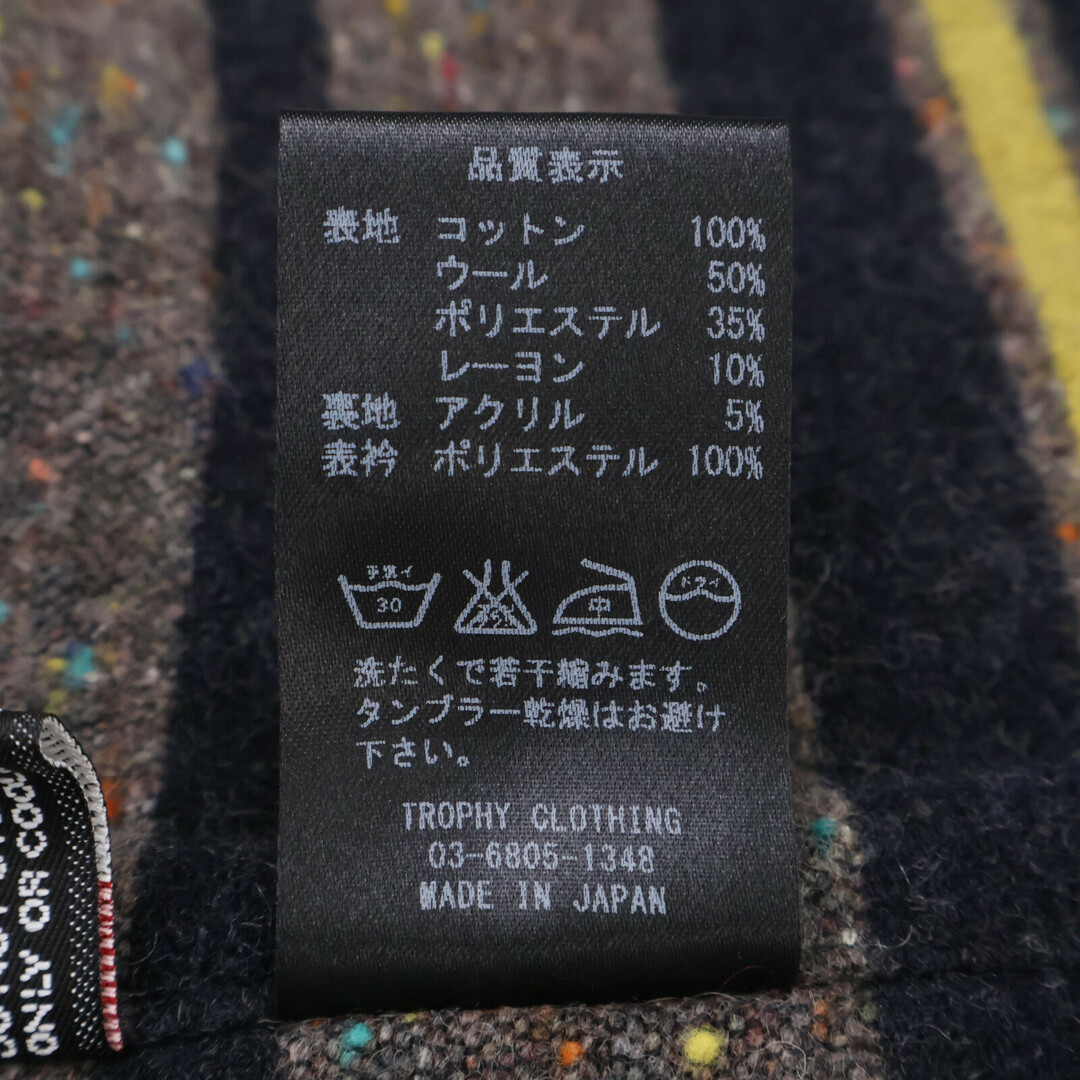 品質表示
表地 コットン 100%
ウール 50%
ポリエステル 35%
レーヨン 10%
裏地 アクリル 5%
表衿 ポリエステル 100%
手洗イ
30
中
ドライ
洗たくで若干縮みます。
タンブラー乾燥はお避け
下さい。
TROPHY CLOTHING
03-6805-1348
MADE IN JAPAN
ONLY OR COOL